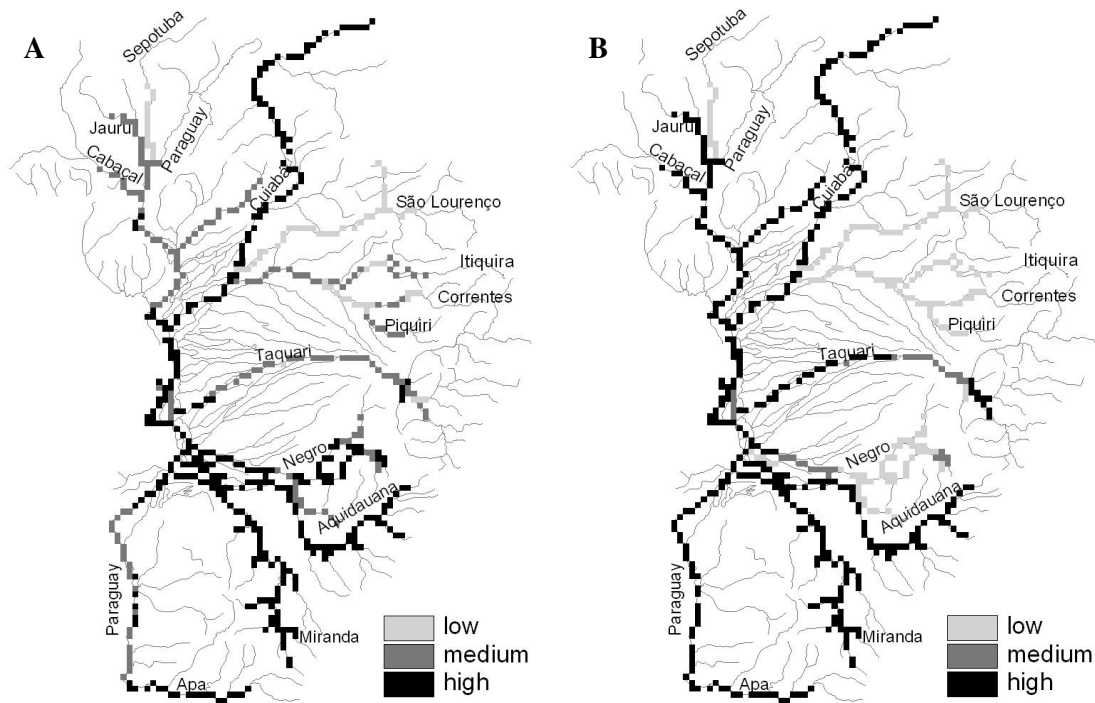 A
Sepotuba
Jauru
Paraguay
Cabaçal
Cuiabá
São Lourenço
Itiquira
Correntes
Piquiri
Taquari
Negro
Aquidauana
Paraguay
Miranda
Apa
low
medium
high
B
Sepotuba
Jauru
Paraguay
Cabaçal
Cuiabá
São Lourenço
Itiquira
Correntes
Piquiri
Taquari
Negro
Aquidauana
Paraguay
Miranda
Apa
low
medium
high